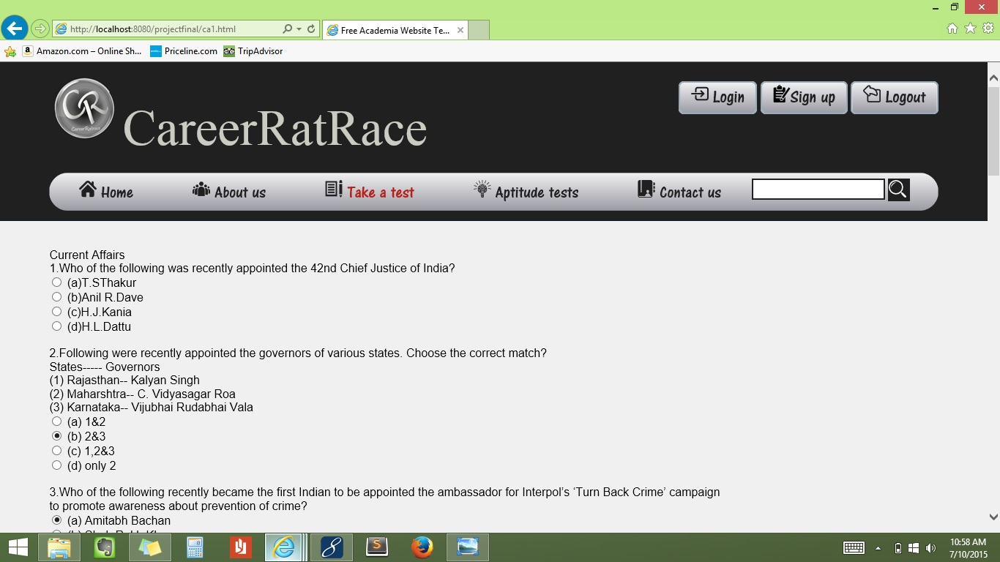 http://localhost:8080/projectfinal/ca1.html
Free Academia Website Te...
Amazon.com – Online Sh...
Priceline.com
TripAdvisor
CR
CareerRatRace
CareerRatRace
Login
Sign up
Logout
Home
About us
Take a test
Aptitude tests
Contact us
Current Affairs
1.Who of the following was recently appointed the 42nd Chief Justice of India?
(a)T.SThakur
(b)Anil R.Dave
(c)H.J.Kania
(d)H.L.Dattu
2.Following were recently appointed the governors of various states. Choose the correct match?
States----- Governors
(1) Rajasthan-- Kalyan Singh
(2) Maharshtra-- C. Vidyasagar Roa
(3) Karnataka-- Vijubhai Rudabhai Vala
(a) 1&2
(b) 2&3
(c) 1,2&3
(d) only 2
3.Who of the following recently became the first Indian to be appointed the ambassador for Interpol’s ‘Turn Back Crime’ campaign
to promote awareness about prevention of crime?
(a) Amitabh Bachan
10:58 AM
7/10/2015